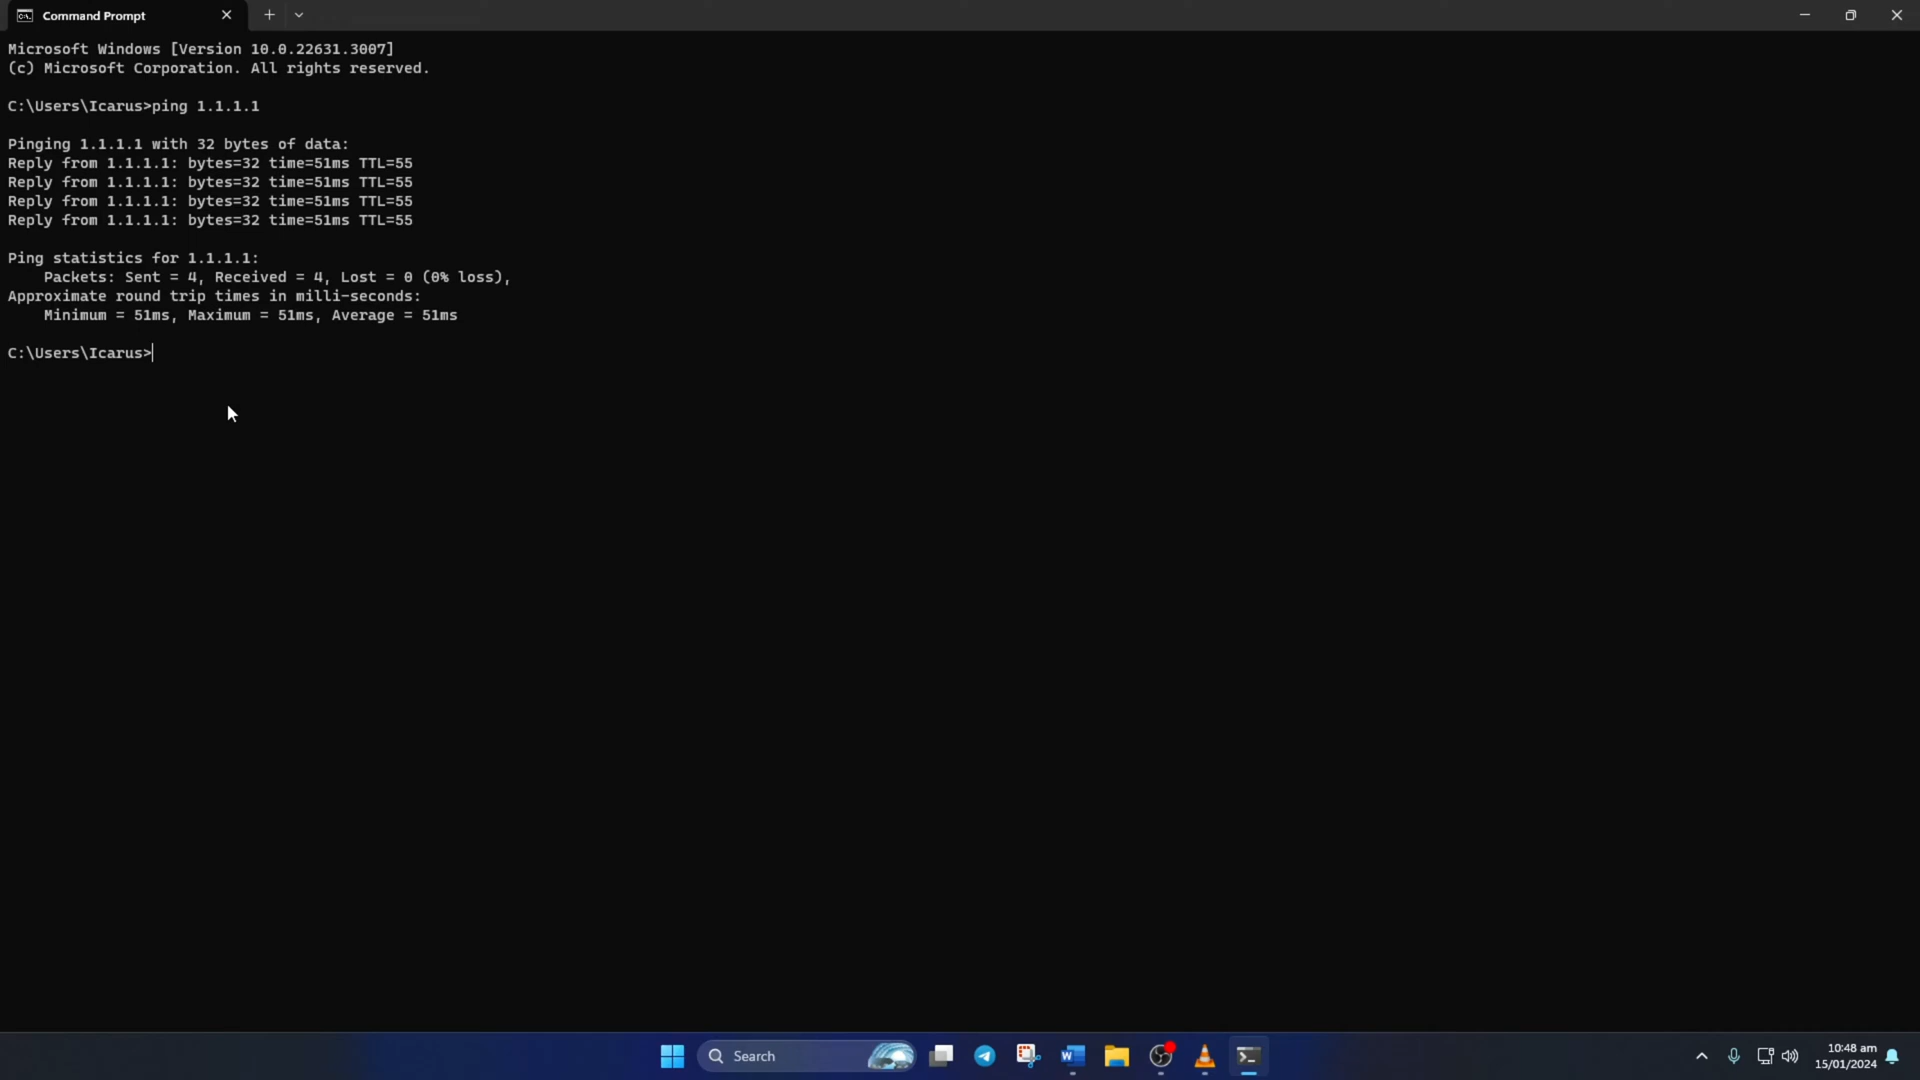 Command Prompt
Microsoft Windows [Version 10.0.22631.3007]
(c) Microsoft Corporation. All rights reserved.
C:\Users\Icarus>ping 1.1.1.1
Pinging 1.1.1.1 with 32 bytes of data:
Reply from 1.1.1.1: bytes=32 time=51ms TTL=55
Reply from 1.1.1.1: bytes=32 time=51ms TTL=55
Reply from 1.1.1.1: bytes=32 time=51ms TTL=55
Reply from 1.1.1.1: bytes=32 time=51ms TTL=55
Ping statistics for 1.1.1.1:
    Packets: Sent = 4, Received = 4, Lost = 0 (0% loss),
Approximate round trip times in milli-seconds:
    Minimum = 51ms, Maximum = 51ms, Average = 51ms
C:\Users\Icarus>
Search
10:48 am
15/01/2024